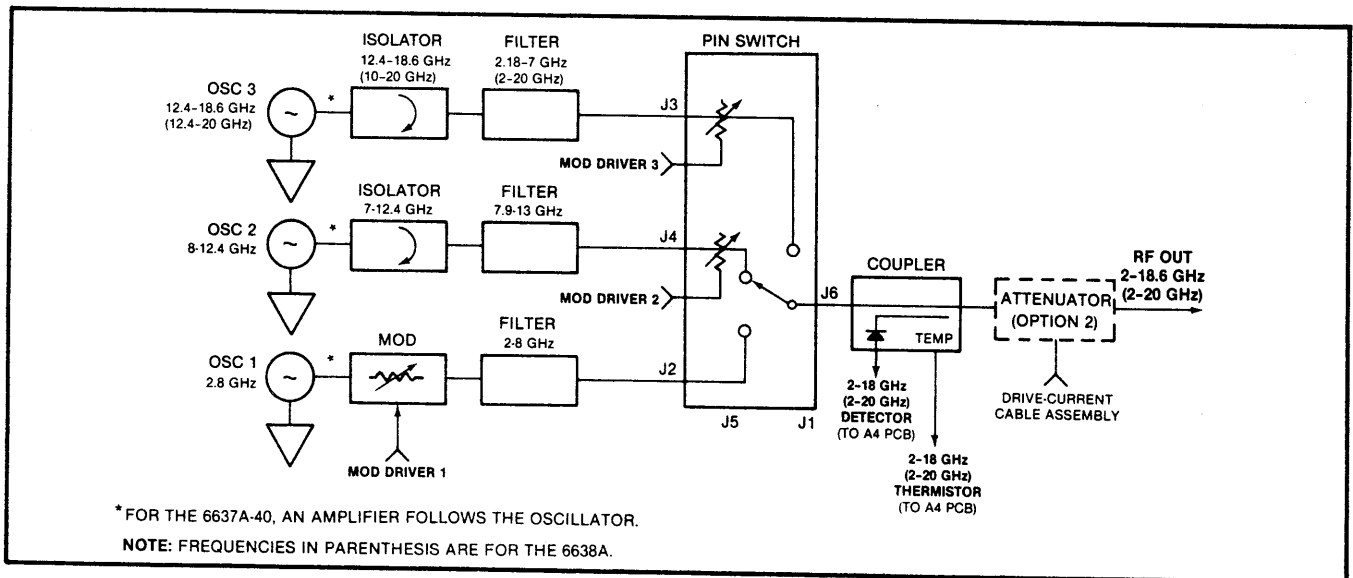 ISOLATOR
12.4-18.6 GHz
(10-20 GHz)
FILTER
2.18-7 GHz
(2-20 GHz)
PIN SWITCH
OSC 3
12.4-18.6 GHz
(12.4-20 GHz)
*
~
J3
MOD DRIVER 3
ISOLATOR
7-12.4 GHz
FILTER
7.9-13 GHz
OSC 2
8-12.4 GHz
*
~
J4
MOD DRIVER 2
COUPLER
J6
TEMP
RF OUT
2-18.6 GHz
(2-20 GHz)
ATTENUATOR
(OPTION 2)
DRIVE-CURRENT
CABLE ASSEMBLY
OSC 1
2.8 GHz
*
~
MOD
FILTER
2-8 GHz
J2
MOD DRIVER 1
J5
J1
2-18 GHz
(2-20 GHz)
DETECTOR
(TO A4 PCB)
2-18 GHz
(2-20 GHz)
THERMISTOR
(TO A4 PCB)
*FOR THE 6637A-40, AN AMPLIFIER FOLLOWS THE OSCILLATOR.
NOTE: FREQUENCIES IN PARENTHESIS ARE FOR THE 6638A.